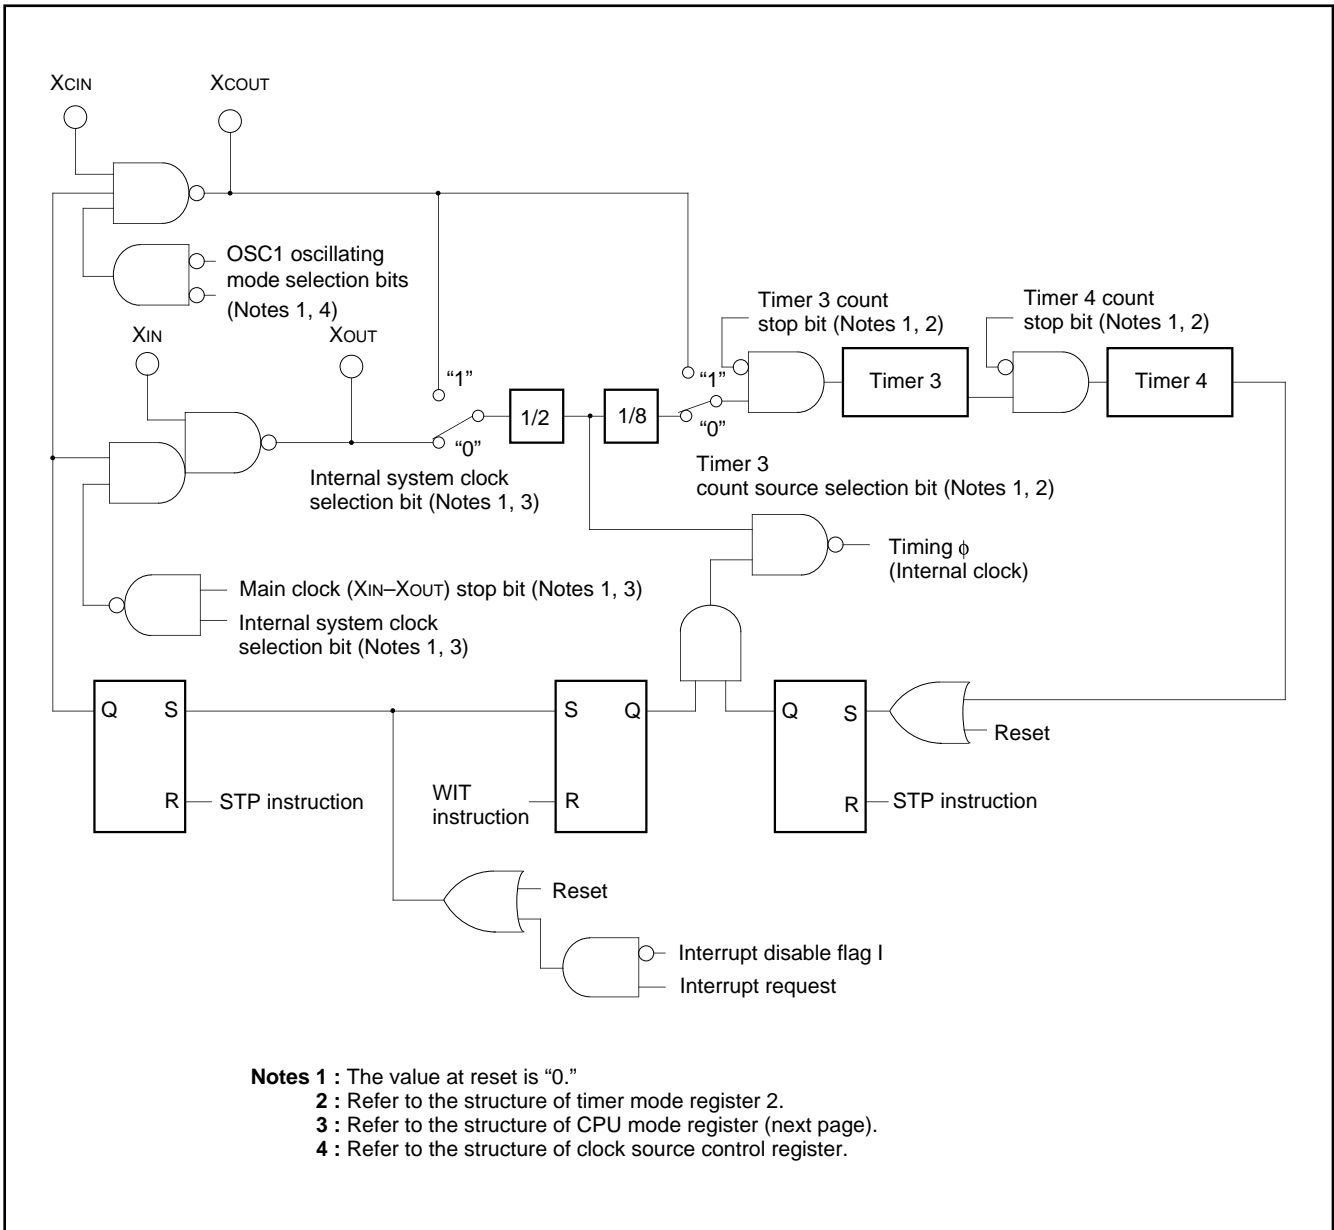 XCIN
XCOUT
OSC1 oscillating
mode selection bits
(Notes 1, 4)
XIN
XOUT
“1”
“0”
Internal system clock
selection bit (Notes 1, 3)
1/2
1/8
“1”
“0”
Timer 3 count
stop bit (Notes 1, 2)
Timer 3
Timer 4 count
stop bit (Notes 1, 2)
Timer 4
Timer 3
count source selection bit (Notes 1, 2)
Timing ϕ
(Internal clock)
Main clock (XIN–XOUT) stop bit (Notes 1, 3)
Internal system clock
selection bit (Notes 1, 3)
Q S
R
STP instruction
S Q
R
WIT
instruction
Q S
R
STP instruction
Reset
Reset
Interrupt disable flag I
Interrupt request
Notes 1 : The value at reset is “0.”
2 : Refer to the structure of timer mode register 2.
3 : Refer to the structure of CPU mode register (next page).
4 : Refer to the structure of clock source control register.